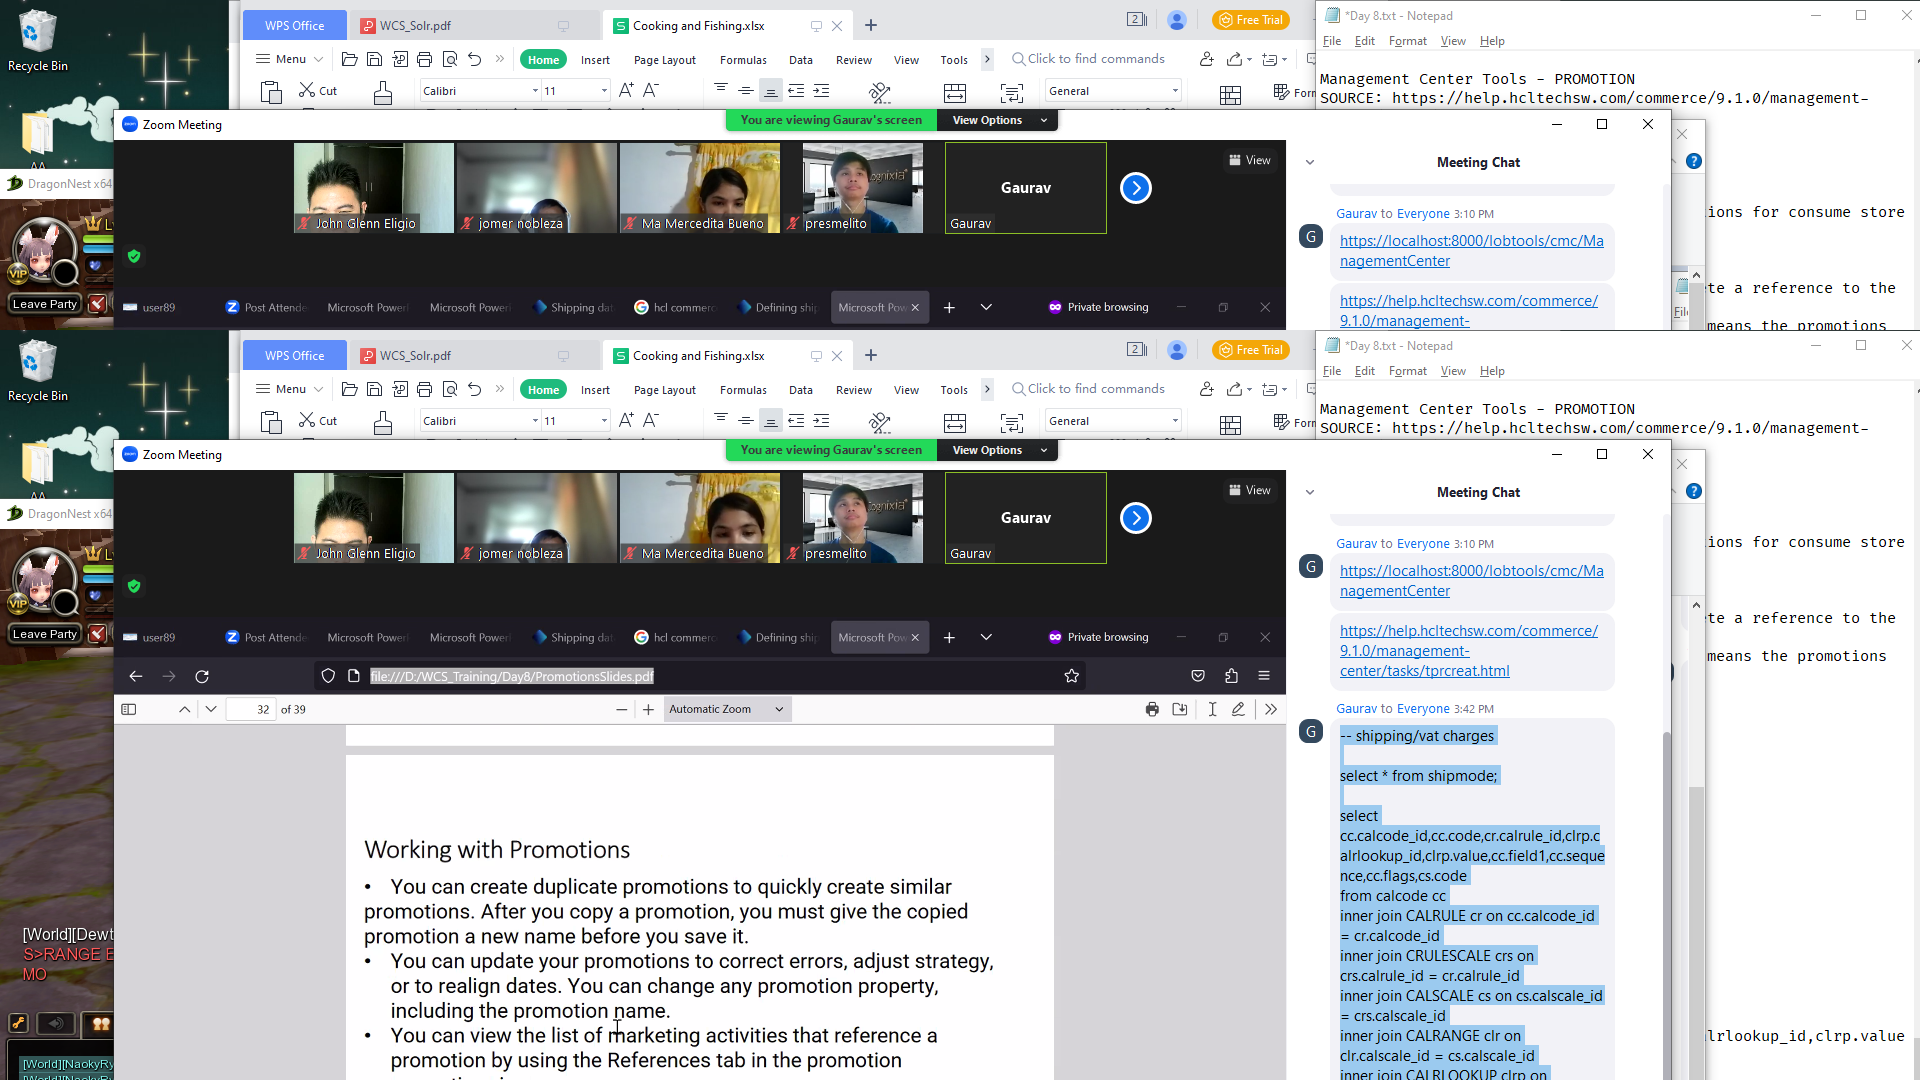 Recycle Bin
AA
DragonNest x64
VIP
Leave Party
WPS Office
WCS_Solr.pdf
Cooking and Fishing.xlsx
2
Free Trial
Menu
Home
Insert
Page Layout
Formulas
Data
Review
View
Tools
Click to find commands
Cut
Calibri
11
General
*Day 8.txt - Notepad
File
Edit
Format
View
Help
Management Center Tools - PROMOTION
SOURCE: https://help.hcltechsw.com/commerce/9.1.0/management-
Zoom Meeting
You are viewing Gaurav's screen
View Options
John Glenn Eligio
jomer nobleza
Ma Mercedita Bueno
presmelito
Gaurav
Gaurav
View
user89
Post Attende
Microsoft Power
Microsoft Power
Shipping dat
hcl commerc
Defining ship
Microsoft Pow
Private browsing
Meeting Chat
Gaurav to Everyone 3:10 PM
G
https://localhost:8000/lobtools/cmc/Ma
nagementCenter
https://help.hcltechsw.com/commerce/
9.1.0/management-
ions for consume store
te a reference to the
means the promotions
Recycle Bin
AA
DragonNest x64
VIP
Leave Party
WPS Office
WCS_Solr.pdf
Cooking and Fishing.xlsx
2
Free Trial
Menu
Home
Insert
Page Layout
Formulas
Data
Review
View
Tools
Click to find commands
Cut
Calibri
11
General
*Day 8.txt - Notepad
File
Edit
Format
View
Help
Management Center Tools - PROMOTION
SOURCE: https://help.hcltechsw.com/commerce/9.1.0/management-
Zoom Meeting
You are viewing Gaurav's screen
View Options
John Glenn Eligio
jomer nobleza
Ma Mercedita Bueno
presmelito
Gaurav
Gaurav
View
user89
Post Attende
Microsoft Power
Microsoft Power
Shipping dat
hcl commerc
Defining ship
Microsoft Pow
Private browsing
file:///D:/WCS_Training/Day8/PromotionsSlides.pdf
32 of 39
Automatic Zoom
Working with Promotions
• You can create duplicate promotions to quickly create similar
promotions. After you copy a promotion, you must give the copied
promotion a new name before you save it.
• You can update your promotions to correct errors, adjust strategy,
or to realign dates. You can change any promotion property,
including the promotion name.
• You can view the list of marketing activities that reference a
promotion by using the References tab in the promotion
Meeting Chat
Gaurav to Everyone 3:10 PM
G
https://localhost:8000/lobtools/cmc/Ma
nagementCenter
https://help.hcltechsw.com/commerce/
9.1.0/management-
center/tasks/tprcreat.html
Gaurav to Everyone 3:42 PM
G
-- shipping/vat charges
select * from shipmode;
select
cc.calcode_id,cc.code,cr.calrule_id,clrp.c
alrlookup_id,clrp.value,cc.field1,cc.seque
nce,cc.flags,cs.code
from calcode cc
inner join CALRULE cr on cc.calcode_id
= cr.calcode_id
inner join CRULESCALE crs on
crs.calrule_id = cr.calrule_id
inner join CALSCALE cs on cs.calscale_id
= crs.calscale_id
inner join CALRANGE clr on
clr.calscale_id = cs.calscale_id
inner join CALRLOOKUP clrp on
ions for consume store
te a reference to the
means the promotions
lrlookup_id,clrp.value
[World][Dewt
S>RANGE E
MO
[World][NaokyRy